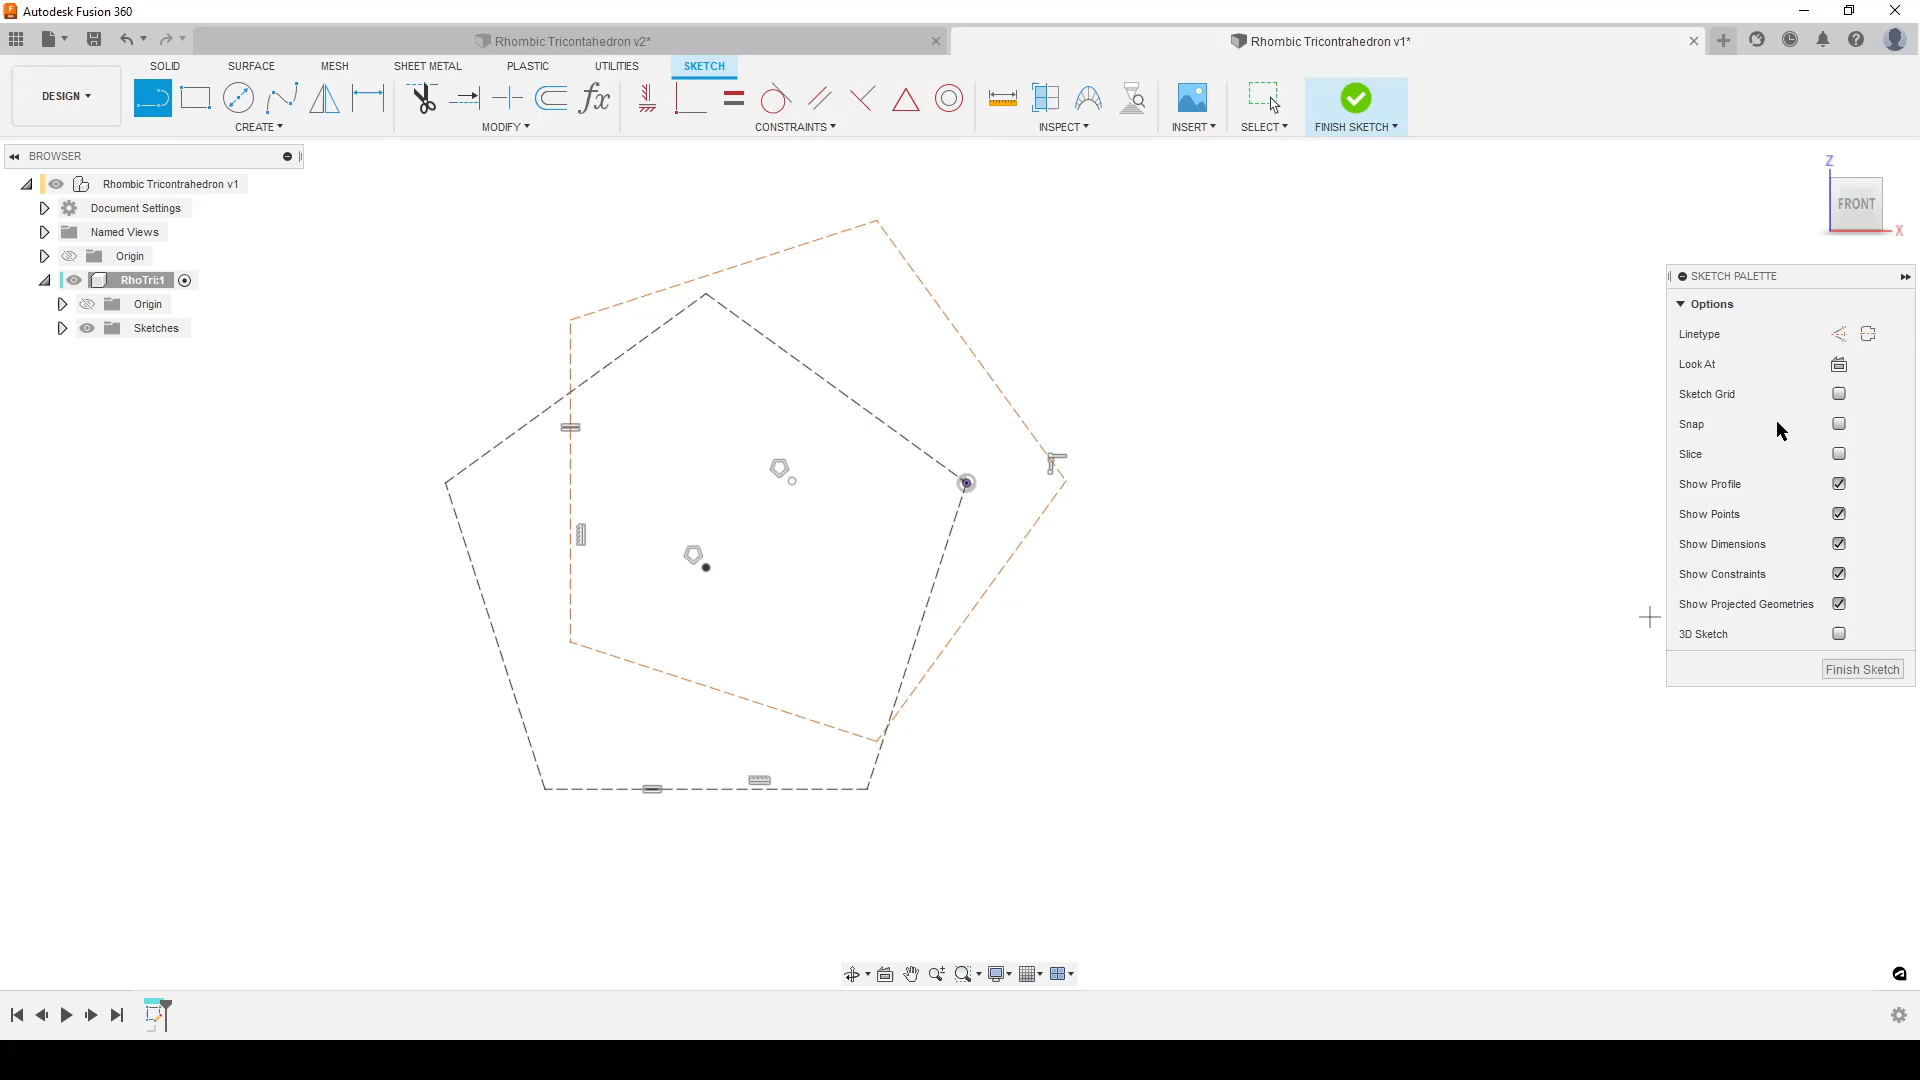 Autodesk Fusion 360
Rhombic Tricontahedron v2*
Rhombic Tricontrahedron v1*
SOLID SURFACE MESH SHEET METAL PLASTIC UTILITIES SKETCH
DESIGN
fx
CREATE MODIFY CONSTRAINTS INSPECT INSERT SELECT FINISH SKETCH
BROWSER
Rhombic Tricontrahedron v1
Document Settings
Named Views
Origin
RhoTri:1
Origin
Sketches
Z
FRONT
X
SKETCH PALETTE
Options
Linetype
Look At
Sketch Grid
Snap
Slice
Show Profile
Show Points
Show Dimensions
Show Constraints
Show Projected Geometries
3D Sketch
Finish Sketch